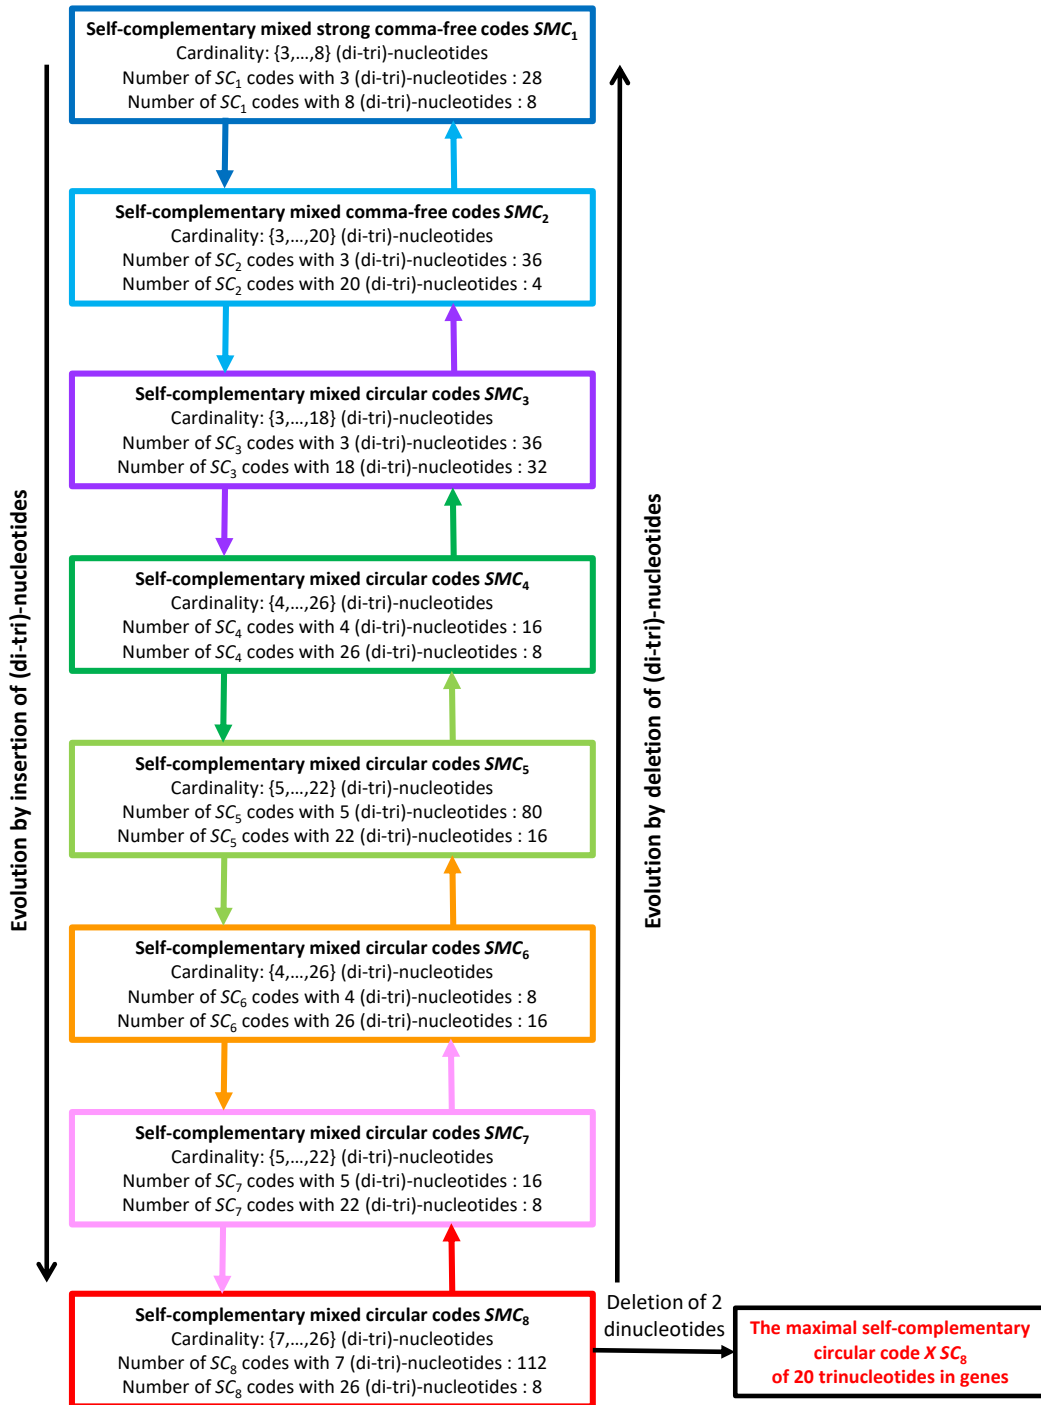 Self-complementary mixed strong comma-free codes SMC₁
Cardinality: {3,…,8} (di-tri)-nucleotides
Number of SC₁ codes with 3 (di-tri)-nucleotides : 28
Number of SC₁ codes with 8 (di-tri)-nucleotides : 8
Self-complementary mixed comma-free codes SMC₂
Cardinality: {3,…,20} (di-tri)-nucleotides
Number of SC₂ codes with 3 (di-tri)-nucleotides : 36
Number of SC₂ codes with 20 (di-tri)-nucleotides : 4
Self-complementary mixed circular codes SMC₃
Cardinality: {3,…,18} (di-tri)-nucleotides
Number of SC₃ codes with 3 (di-tri)-nucleotides : 36
Number of SC₃ codes with 18 (di-tri)-nucleotides : 32
Self-complementary mixed circular codes SMC₄
Cardinality: {4,…,26} (di-tri)-nucleotides
Number of SC₄ codes with 4 (di-tri)-nucleotides : 16
Number of SC₄ codes with 26 (di-tri)-nucleotides : 8
Self-complementary mixed circular codes SMC₅
Cardinality: {5,…,22} (di-tri)-nucleotides
Number of SC₅ codes with 5 (di-tri)-nucleotides : 80
Number of SC₅ codes with 22 (di-tri)-nucleotides : 16
Self-complementary mixed circular codes SMC₆
Cardinality: {4,…,26} (di-tri)-nucleotides
Number of SC₆ codes with 4 (di-tri)-nucleotides : 8
Number of SC₆ codes with 26 (di-tri)-nucleotides : 16
Self-complementary mixed circular codes SMC₇
Cardinality: {5,…,22} (di-tri)-nucleotides
Number of SC₇ codes with 5 (di-tri)-nucleotides : 16
Number of SC₇ codes with 22 (di-tri)-nucleotides : 8
Self-complementary mixed circular codes SMC₈
Cardinality: {7,…,26} (di-tri)-nucleotides
Number of SC₈ codes with 7 (di-tri)-nucleotides : 112
Number of SC₈ codes with 26 (di-tri)-nucleotides : 8
Evolution by insertion of (di-tri)-nucleotides
Evolution by deletion of (di-tri)-nucleotides
Deletion of 2
dinucleotides
The maximal self-complementary
circular code X SC₈
of 20 trinucleotides in genes